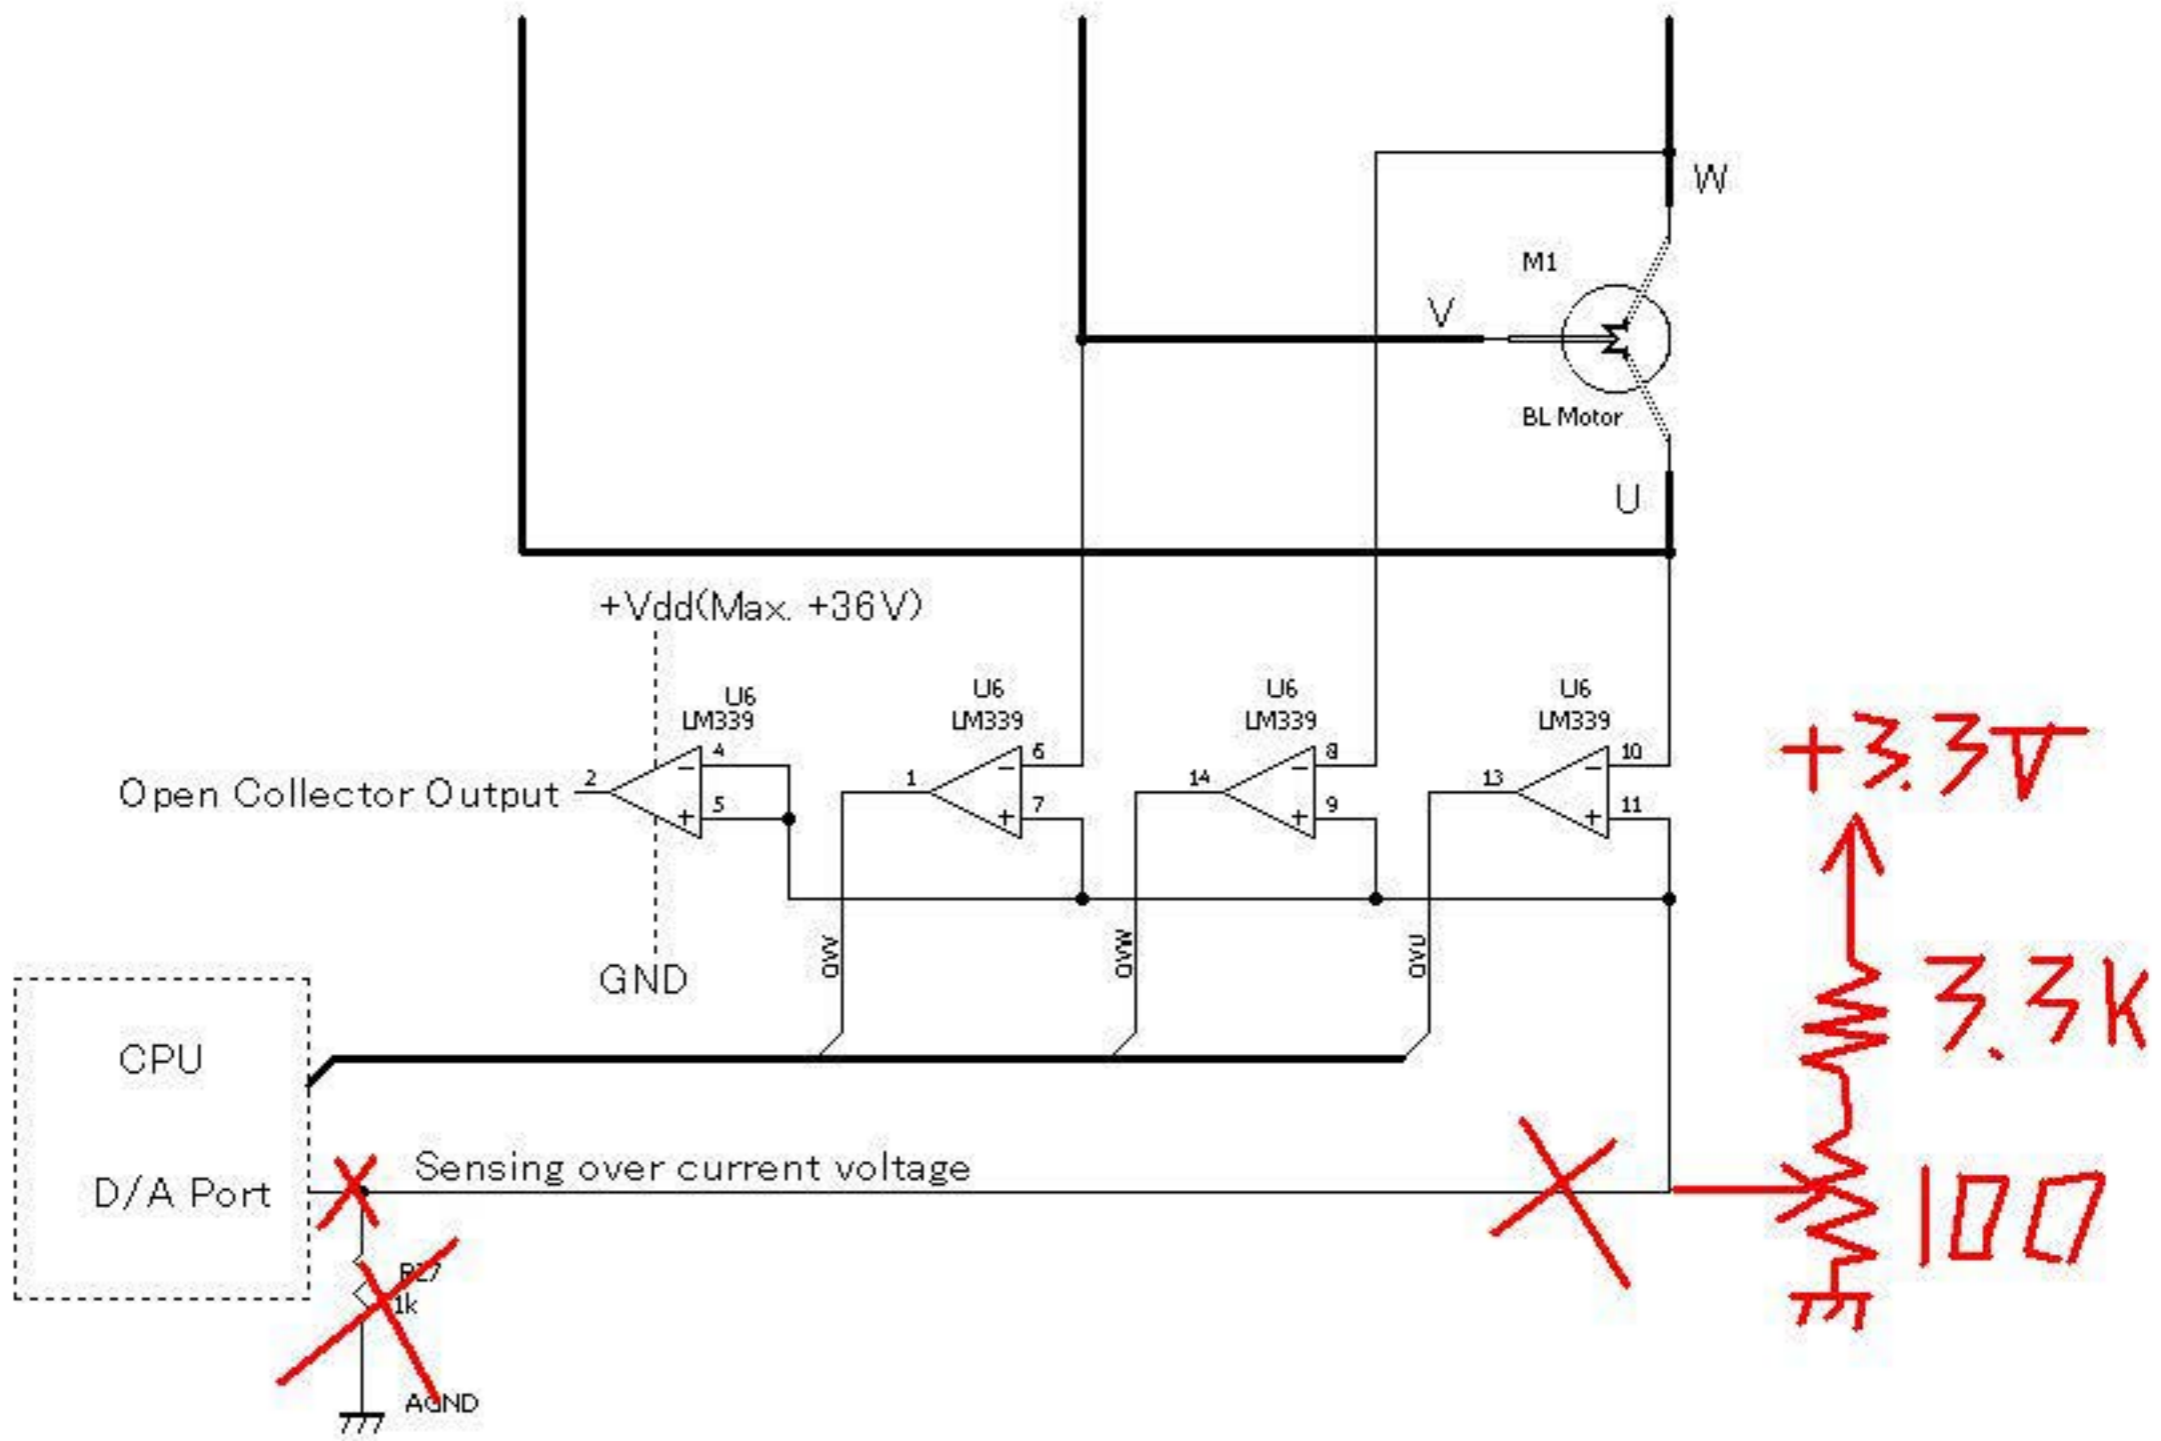 W
M1
V
BL Motor
U
+Vdd(Max. +36V)
U6
LM339
U6
LM339
U6
LM339
U6
LM339
+3.3V
4
5
2
6
7
1
8
9
14
10
11
13
Open Collector Output
OVV
OVW
OVU
GND
3.3K
CPU
Sensing over current voltage
D/A Port
100
1k
AGND